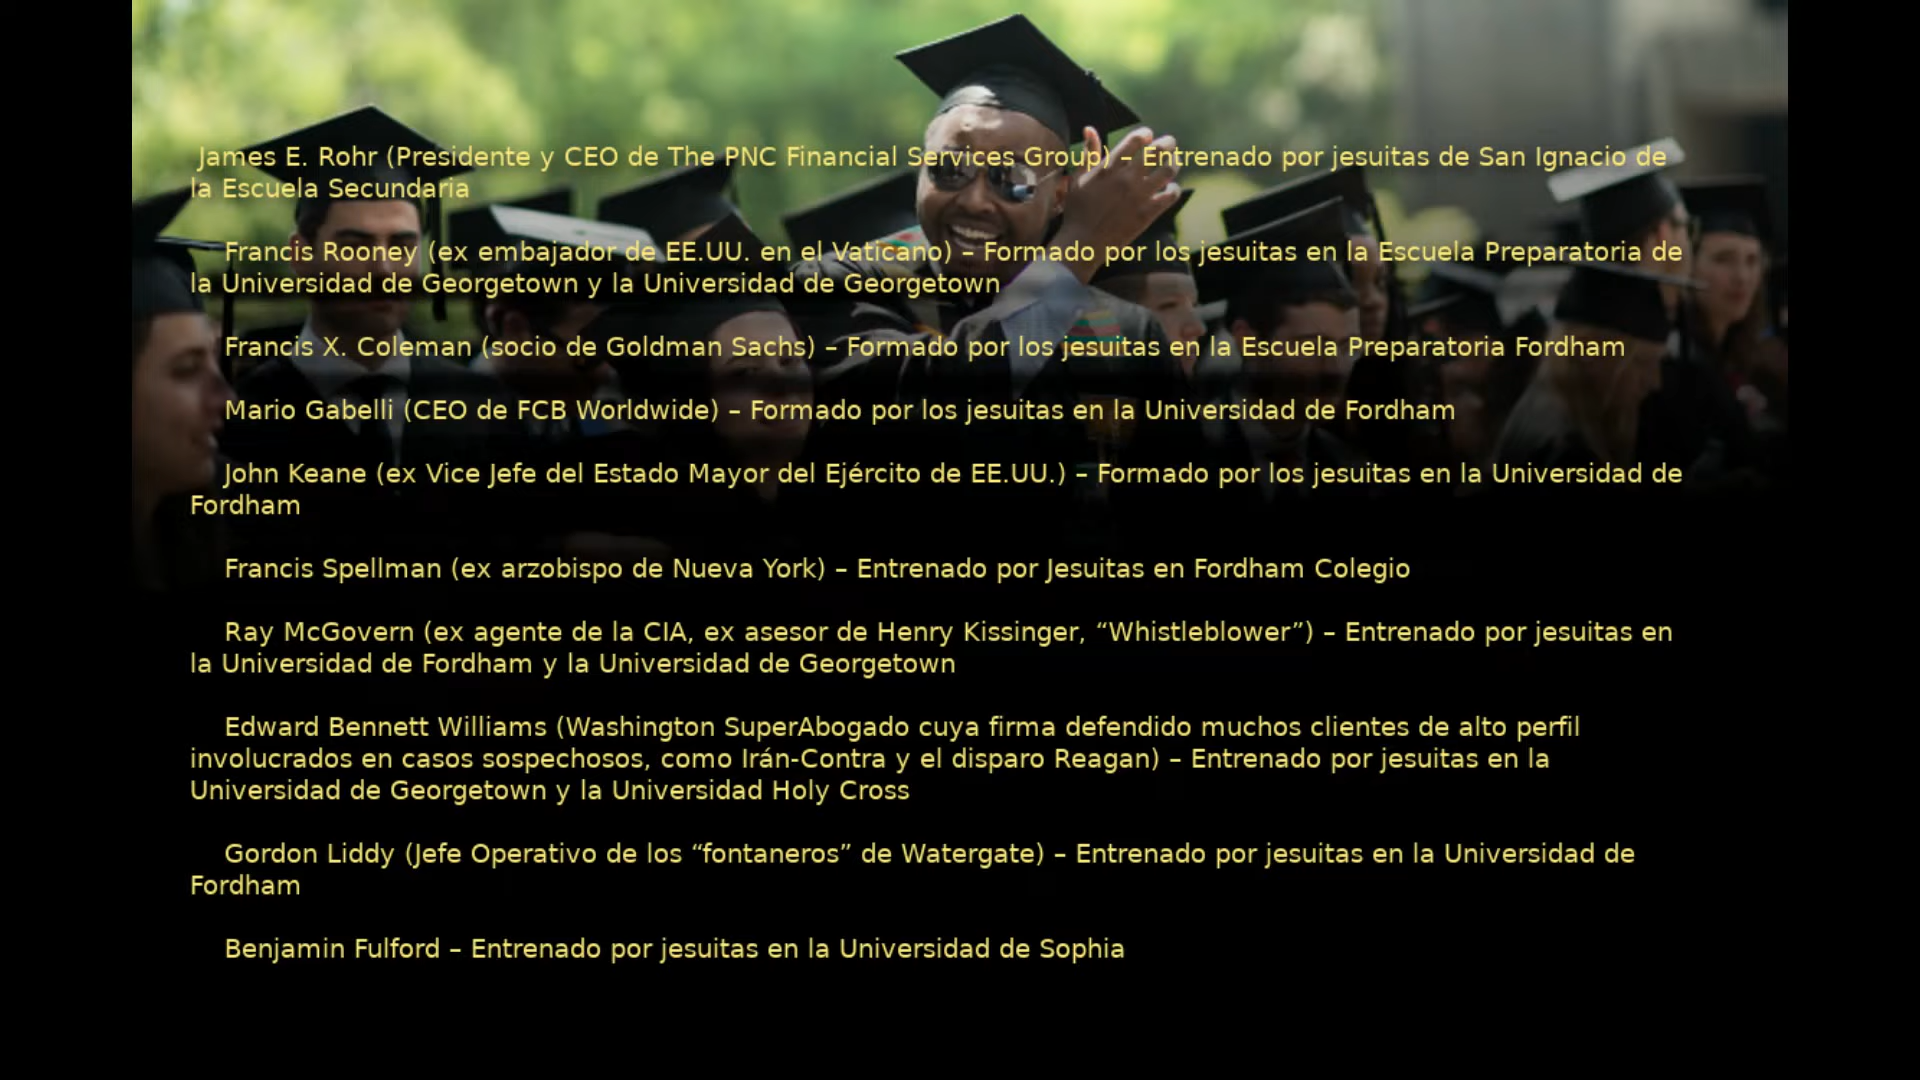 James E. Rohr (Presidente y CEO de The PNC Financial Services Group) – Entrenado por jesuitas de San Ignacio de
la Escuela Secundaria
Francis Rooney (ex embajador de EE.UU. en el Vaticano) – Formado por los jesuitas en la Escuela Preparatoria de
la Universidad de Georgetown y la Universidad de Georgetown
Francis X. Coleman (socio de Goldman Sachs) – Formado por los jesuitas en la Escuela Preparatoria Fordham
Mario Gabelli (CEO de FCB Worldwide) – Formado por los jesuitas en la Universidad de Fordham
John Keane (ex Vice Jefe del Estado Mayor del Ejército de EE.UU.) – Formado por los jesuitas en la Universidad de
Fordham
Francis Spellman (ex arzobispo de Nueva York) – Entrenado por Jesuitas en Fordham Colegio
Ray McGovern (ex agente de la CIA, ex asesor de Henry Kissinger, “Whistleblower”) – Entrenado por jesuitas en
la Universidad de Fordham y la Universidad de Georgetown
Edward Bennett Williams (Washington SuperAbogado cuya firma defendido muchos clientes de alto perfil
involucrados en casos sospechosos, como Irán-Contra y el disparo Reagan) – Entrenado por jesuitas en la
Universidad de Georgetown y la Universidad Holy Cross
Gordon Liddy (Jefe Operativo de los “fontaneros” de Watergate) – Entrenado por jesuitas en la Universidad de
Fordham
Benjamin Fulford – Entrenado por jesuitas en la Universidad de Sophia